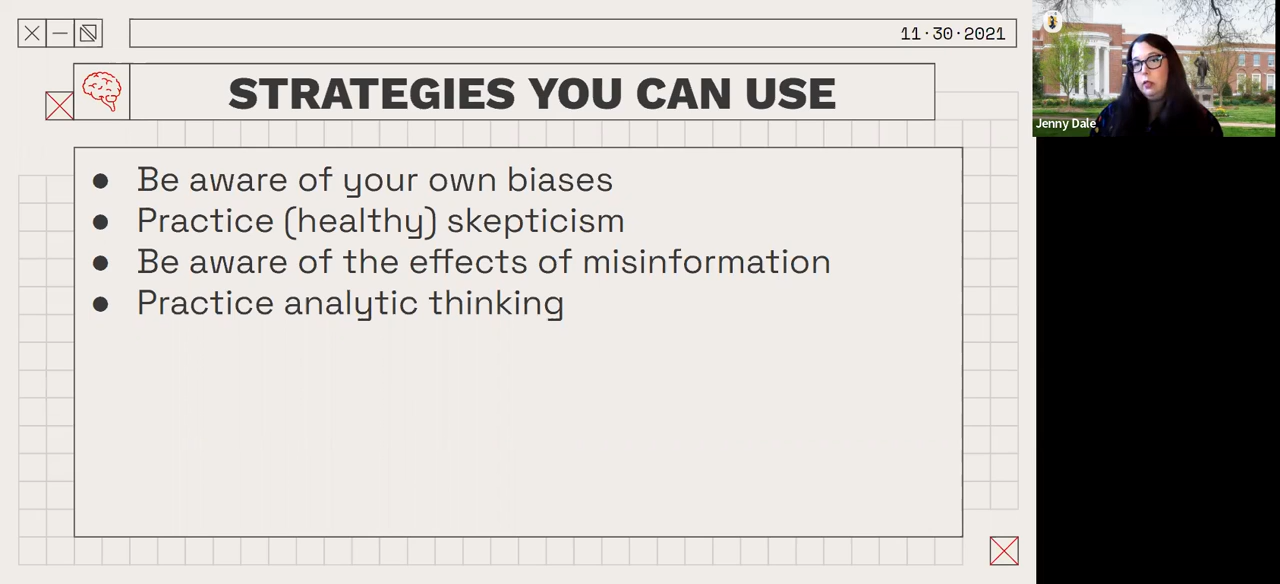 11·30·2021
STRATEGIES YOU CAN USE
● Be aware of your own biases
● Practice (healthy) skepticism
● Be aware of the effects of misinformation
● Practice analytic thinking
Jenny Dale